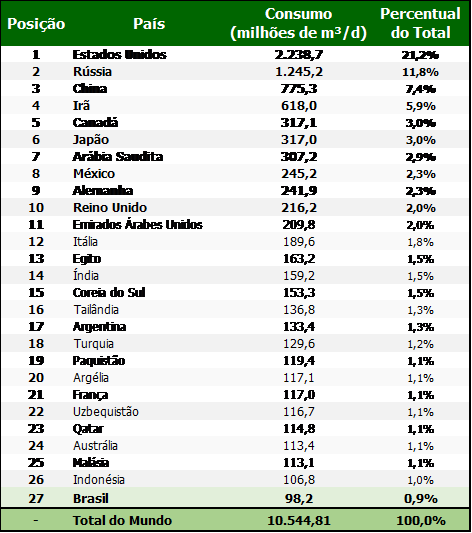 Posição País Consumo (milhões de m³/d) Percentual do Total
1 Estados Unidos 2.238,7 21,2%
2 Rússia 1.245,2 11,8%
3 China 775,3 7,4%
4 Irã 618,0 5,9%
5 Canadá 317,1 3,0%
6 Japão 317,0 3,0%
7 Arábia Saudita 307,2 2,9%
8 México 245,2 2,3%
9 Alemanha 241,9 2,3%
10 Reino Unido 216,2 2,0%
11 Emirados Árabes Unidos 209,8 2,0%
12 Itália 189,6 1,8%
13 Egito 163,2 1,5%
14 Índia 159,2 1,5%
15 Coreia do Sul 153,3 1,5%
16 Tailândia 136,8 1,3%
17 Argentina 133,4 1,3%
18 Turquia 129,6 1,2%
19 Paquistão 119,4 1,1%
20 Argélia 117,1 1,1%
21 França 117,0 1,1%
22 Uzbequistão 116,7 1,1%
23 Qatar 114,8 1,1%
24 Austrália 113,4 1,1%
25 Malásia 113,1 1,1%
26 Indonésia 106,8 1,0%
27 Brasil 98,2 0,9%
- Total do Mundo 10.544,81 100,0%